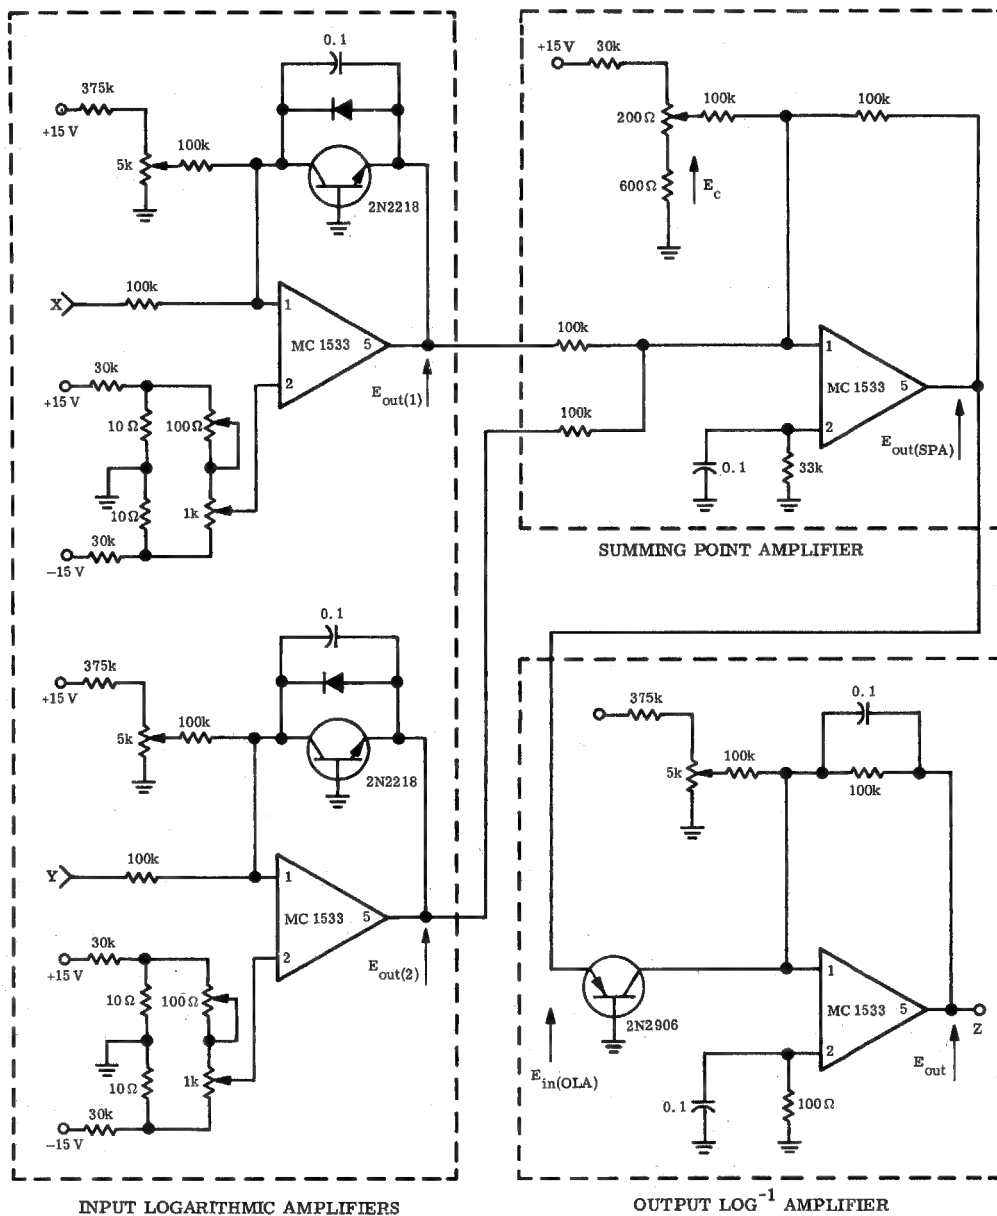 0.1
375k
+15 V
100k
5k
2N2218
X
100k
1
MC 1533
5
2
30k
+15 V
10 Ω
100 Ω
E out(1)
10 Ω
1k
30k
−15 V
0.1
375k
+15 V
100k
5k
2N2218
Y
100k
1
MC 1533
5
2
30k
+15 V
10 Ω
100 Ω
E out(2)
10 Ω
1k
30k
−15 V
INPUT LOGARITHMIC AMPLIFIERS
+15 V
30k
100k
100k
200 Ω
600 Ω
E c
100k
1
MC 1533
5
2
100k
E out(SPA)
0.1
33k
SUMMING POINT AMPLIFIER
0.1
375k
100k
5k
100k
1
MC 1533
5
2
2N2906
Z
E in(OLA)
E out
0.1
100 Ω
OUTPUT LOG⁻¹ AMPLIFIER